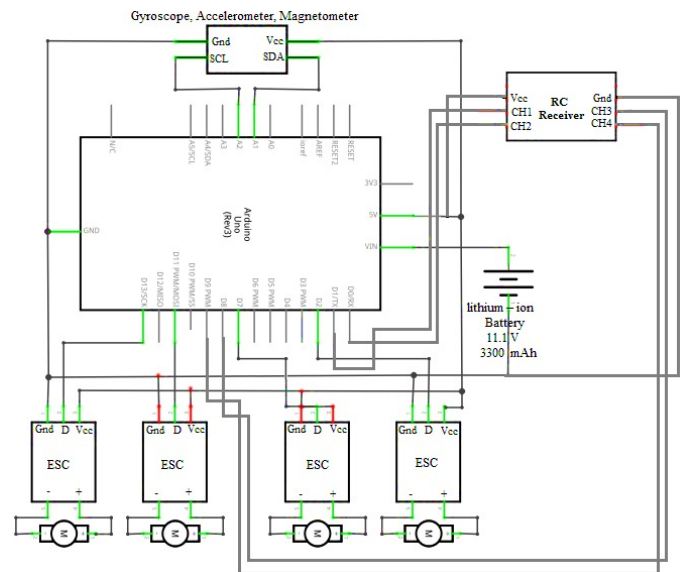 Gyroscope, Accelerometer, Magnetometer
Gnd Vcc
SCL SDA
RC
Receiver
Vcc Gnd
CH1 CH3
CH2 CH4
N/C
A5/SCL
A4/SDA
A3
A2
A1
A0
ioref
AREF
RESET2
RESET
3V3
5V
VIN
GND
Arduino
Uno
(Rev3)
D13/SCK
D12/MISO
D11 PWM/MOSI
D10 PWM/SS
D9 PWM
D8
D7
D6 PWM
D5 PWM
D4
D3 PWM
D2
D1/TX
D0/RX
lithium – ion
Battery
11.1 V
3300 mAh
Gnd D Vcc
ESC
- +
M
Gnd D Vcc
ESC
- +
M
Gnd D Vcc
ESC
- +
M
Gnd D Vcc
ESC
- +
M